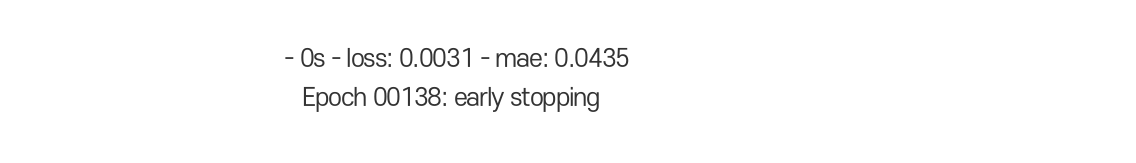 - 0s - loss: 0.0031 - mae: 0.0435
Epoch 00138: early stopping